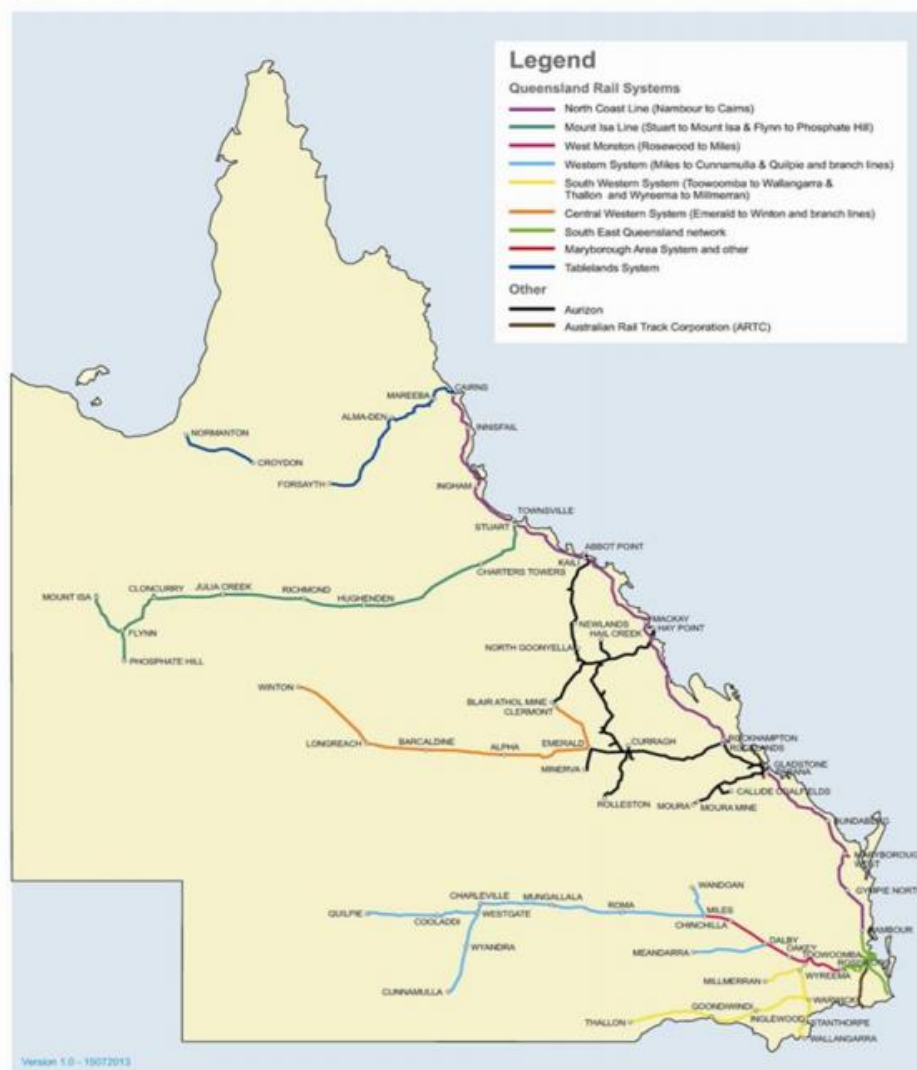 Legend
Queensland Rail Systems
North Coast Line (Nambour to Cairns)
Mount Isa Line (Stuart to Mount Isa & Flynn to Phosphate Hill)
West Moreton (Rosewood to Miles)
Western System (Miles to Cunnamulla & Quilpie and branch lines)
South Western System (Toowoomba to Wallangarra &
Thallon and Wyreema to Millmerran)
Central Western System (Emerald to Winton and branch lines)
South East Queensland network
Maryborough Area System and other
Tablelands System
Other
Aurizon
Australian Rail Track Corporation (ARTC)
CAIRNS
MAREEBA
ALMA-DEN
NORMANTON
INNISFAIL
CROYDON
FORSAYTH
INGHAM
TOWNSVILLE
STUART
ABBOT POINT
KAILI
CHARTERS TOWERS
JULIA CREEK
CLONCURRY
RICHMOND
MOUNT ISA
HUGHENDEN
MACKAY
NEWLANDS
HAY POINT
FLYNN
HAIL CREEK
NORTH GOONYELLA
PHOSPHATE HILL
WINTON
BLAIR ATHOL MINE
CLERMONT
ROCKHAMPTON
LONGREACH
BARCALDINE
ALPHA
EMERALD
CURRAGH
ROCKLANDS
GLADSTONE
MINERVA
PARANA
CALLIDE COALFIELDS
ROLLESTON
MOURA
MOURA MINE
BUNDABERG
MARYBOROUGH
WEST
WANDOAN
GYMPIE NORTH
CHARLEVILLE
MUNGALLALA
QUILPIE
COOLADDI
WESTGATE
ROMA
MILES
CHINCHILLA
NAMBOUR
WYANDRA
DALBY
MEANDARRA
OAKEY
TOOWOOMBA
WYREEMA
MILLMERRAN
CUNNAMULLA
WARWICK
GOONDIWINDI
THALLON
INGLEWOOD
STANTHORPE
WALLANGARRA
Version 1.0 - 15072013